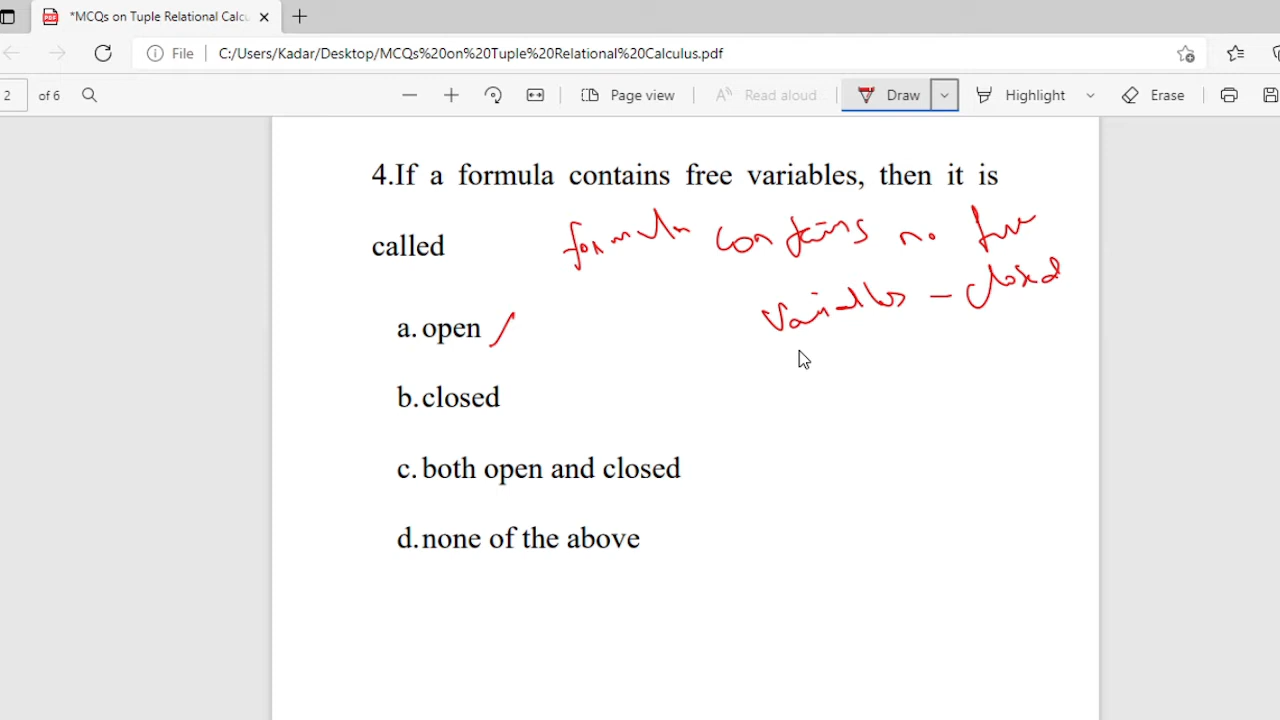 *MCQs on Tuple Relational Calcu
File C:/Users/Kadar/Desktop/MCQs%20on%20Tuple%20Relational%20Calculus.pdf
2 of 6 Page view Read aloud Draw Highlight Erase
4.If a formula contains free variables, then it is
called
formula contains no free
variables - closed
a. open
b. closed
c. both open and closed
d. none of the above